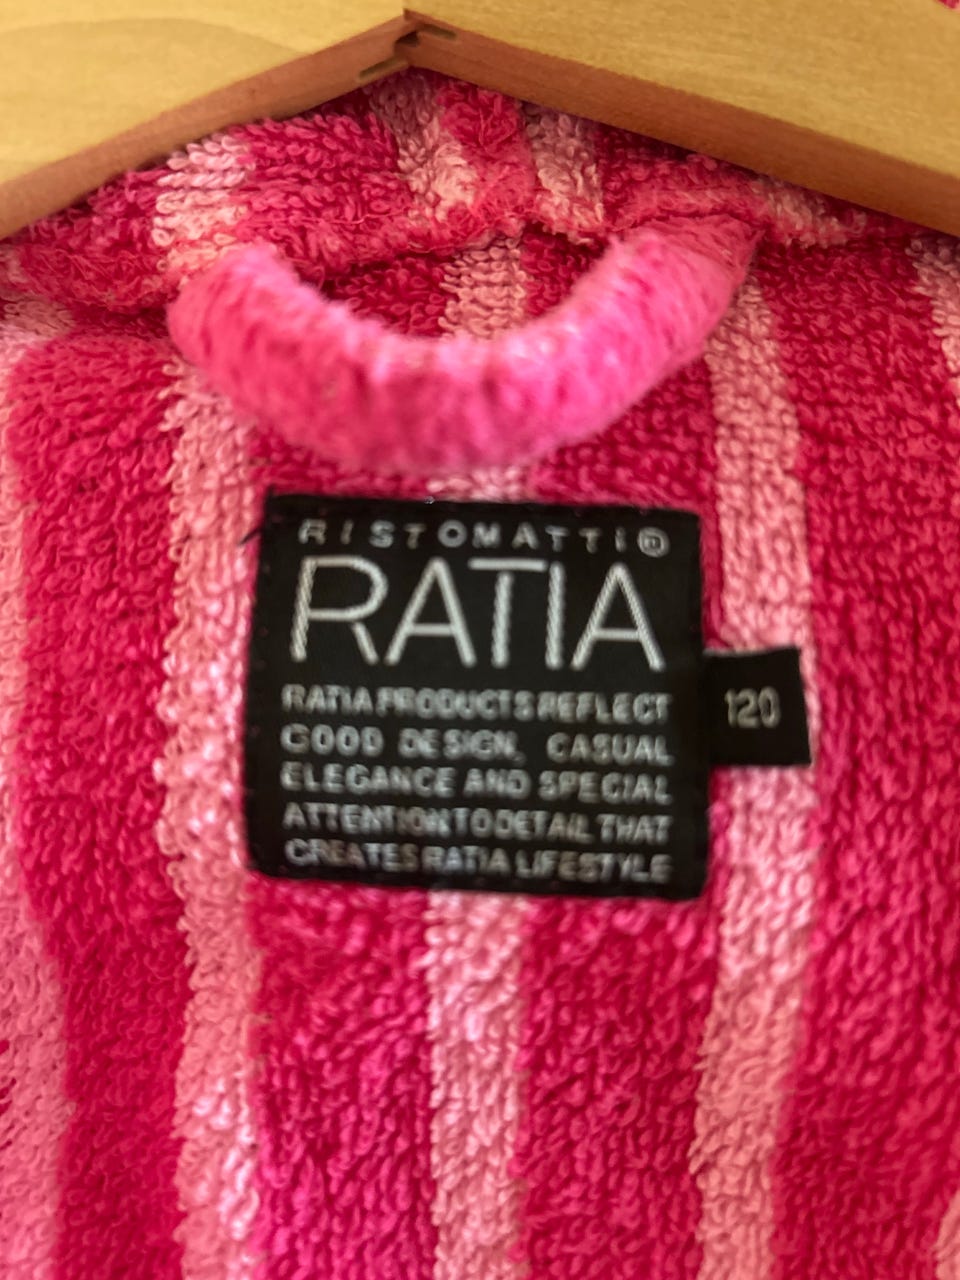 RISTOMATTI®
RATIA
RATIA PRODUCTS REFLECT
GOOD DESIGN, CASUAL
ELEGANCE AND SPECIAL
ATTENTION TO DETAIL THAT
CREATES RATIA LIFESTYLE
120